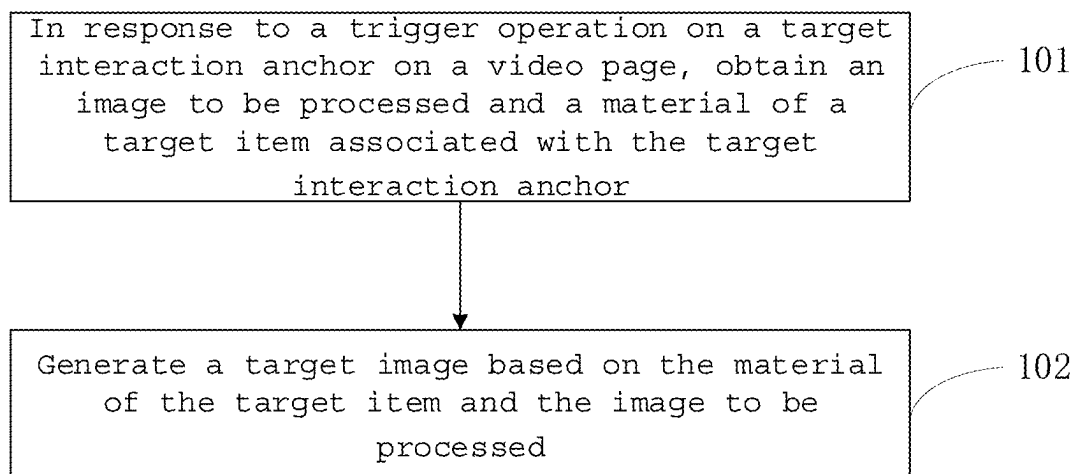 In response to a trigger operation on a target
interaction anchor on a video page, obtain an
image to be processed and a material of a
target item associated with the target
interaction anchor
101
Generate a target image based on the material
of the target item and the image to be
processed
102